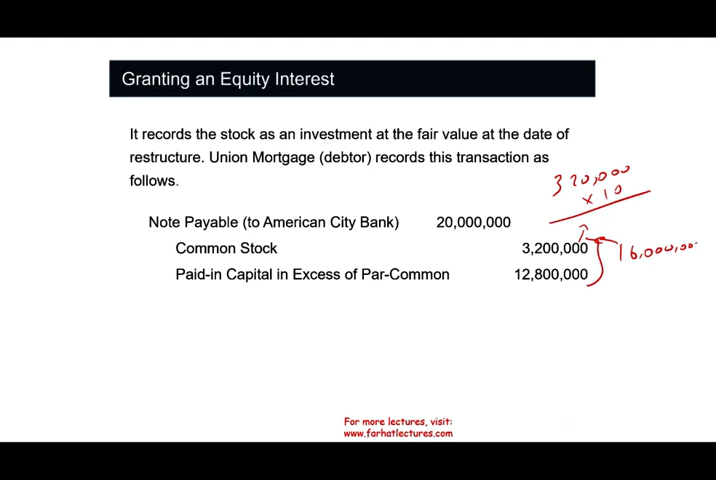 Granting an Equity Interest
It records the stock as an investment at the fair value at the date of
restructure. Union Mortgage (debtor) records this transaction as
follows.
320,000
x 10
Note Payable (to American City Bank) 20,000,000
Common Stock 3,200,000
16,000,00
Paid-in Capital in Excess of Par-Common 12,800,000
For more lectures, visit:
www.farhatlectures.com